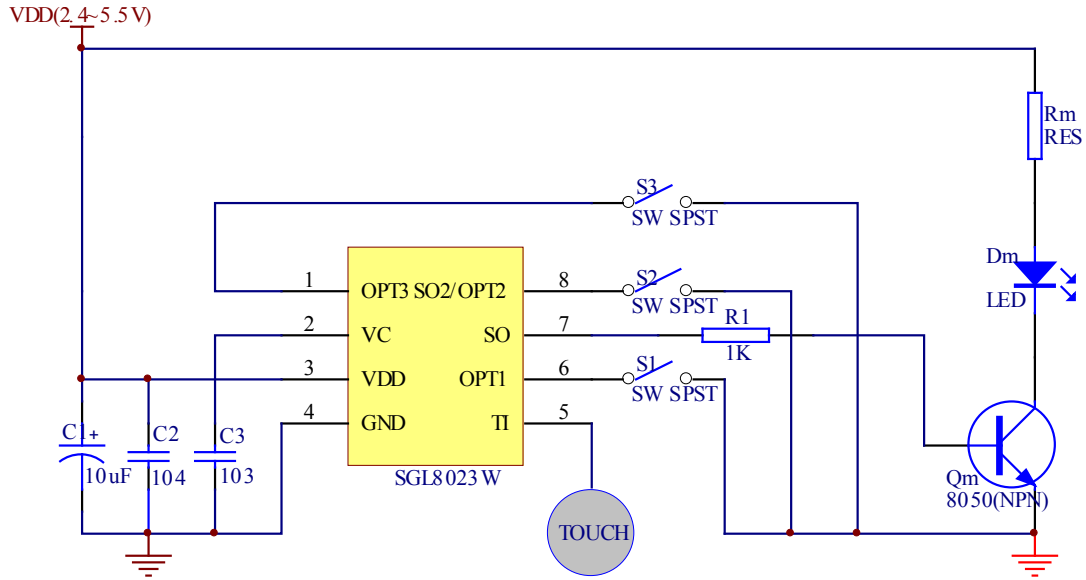 VDD(2.4~5.5V)
Rm
RES
S3
SW SPST
Dm
LED
1
OPT3
SO2/OPT2
8
S2
SW SPST
2
VC
SO
7
R1
1K
3
VDD
OPT1
6
S1
SW SPST
4
GND
TI
5
C1+
10uF
C2
104
C3
103
SGL8023W
TOUCH
Qm
8050(NPN)